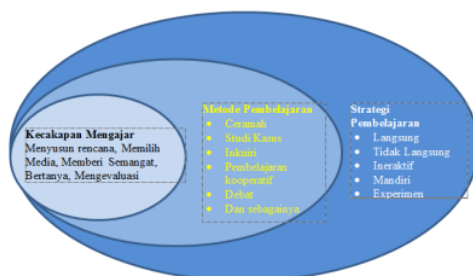 Kecakapan Mengajar
Menyusun rencana, Memilih
Media, Memberi Semangat,
Bertanya, Mengevaluasi
Metode Pembelajaran
Ceramah
Studi Kasus
Inkuiri
Pembelajaran
kooperatif
Debat
Dan sebagainya
Strategi
Pembelajaran
Langsung
Tidak Langsung
Ineraktif
Mandiri
Experimen